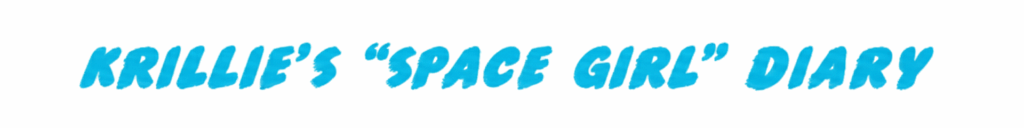 KRILLIE'S “SPACE GIRL” DIARY